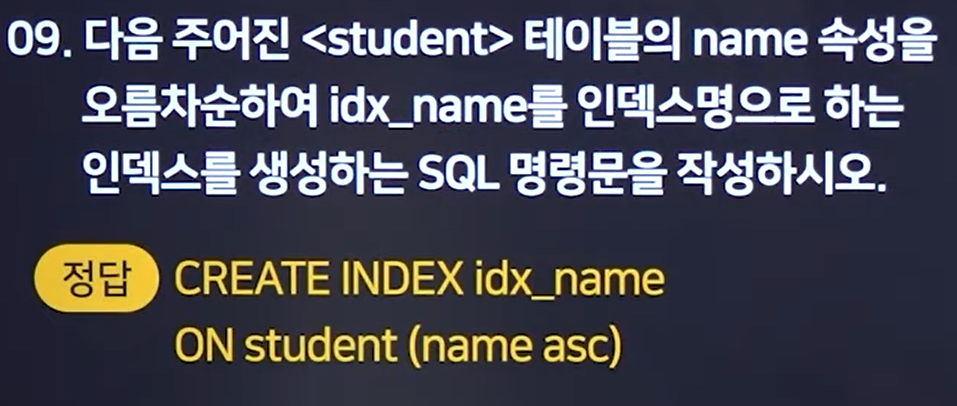 09. 다음 주어진 <student> 테이블의 name 속성을
오름차순하여 idx_name를 인덱스명으로 하는
인덱스를 생성하는 SQL 명령문을 작성하시오.
정답 CREATE INDEX idx_name
ON student (name asc)